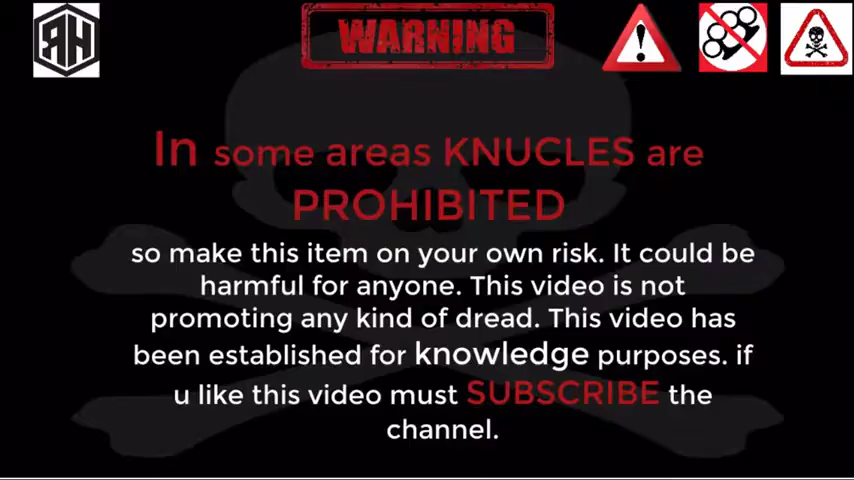 RH
WARNING
In some areas KNUCLES are
PROHIBITED
so make this item on your own risk. It could be
harmful for anyone. This video is not
promoting any kind of dread. This video has
been established for knowledge purposes. if
u like this video must SUBSCRIBE the
channel.